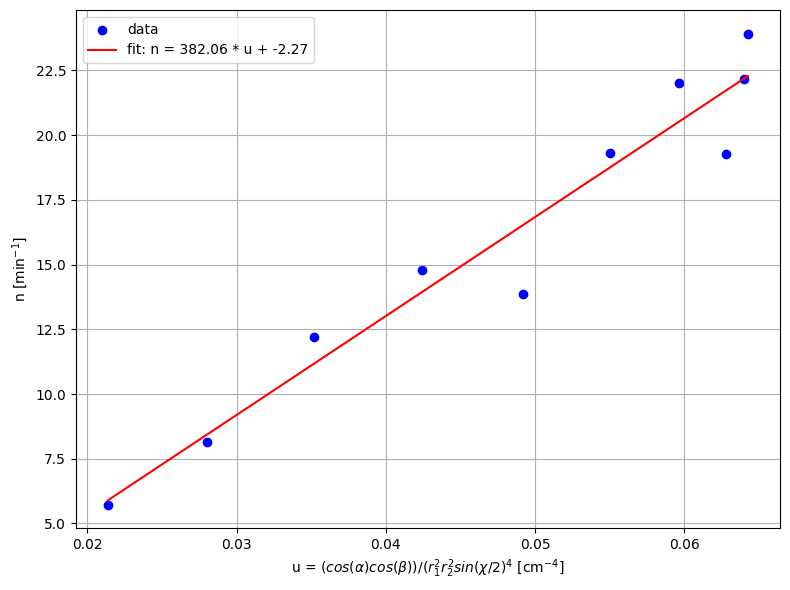 data
fit: n = 382.06 * u + -2.27
22.5
20.0
17.5
15.0
12.5
10.0
7.5
5.0
n [min⁻¹]
0.02 0.03 0.04 0.05 0.06
u = (cos(α)cos(β))/(r₁²r₂²sin(χ/2)⁴ [cm⁻⁴]